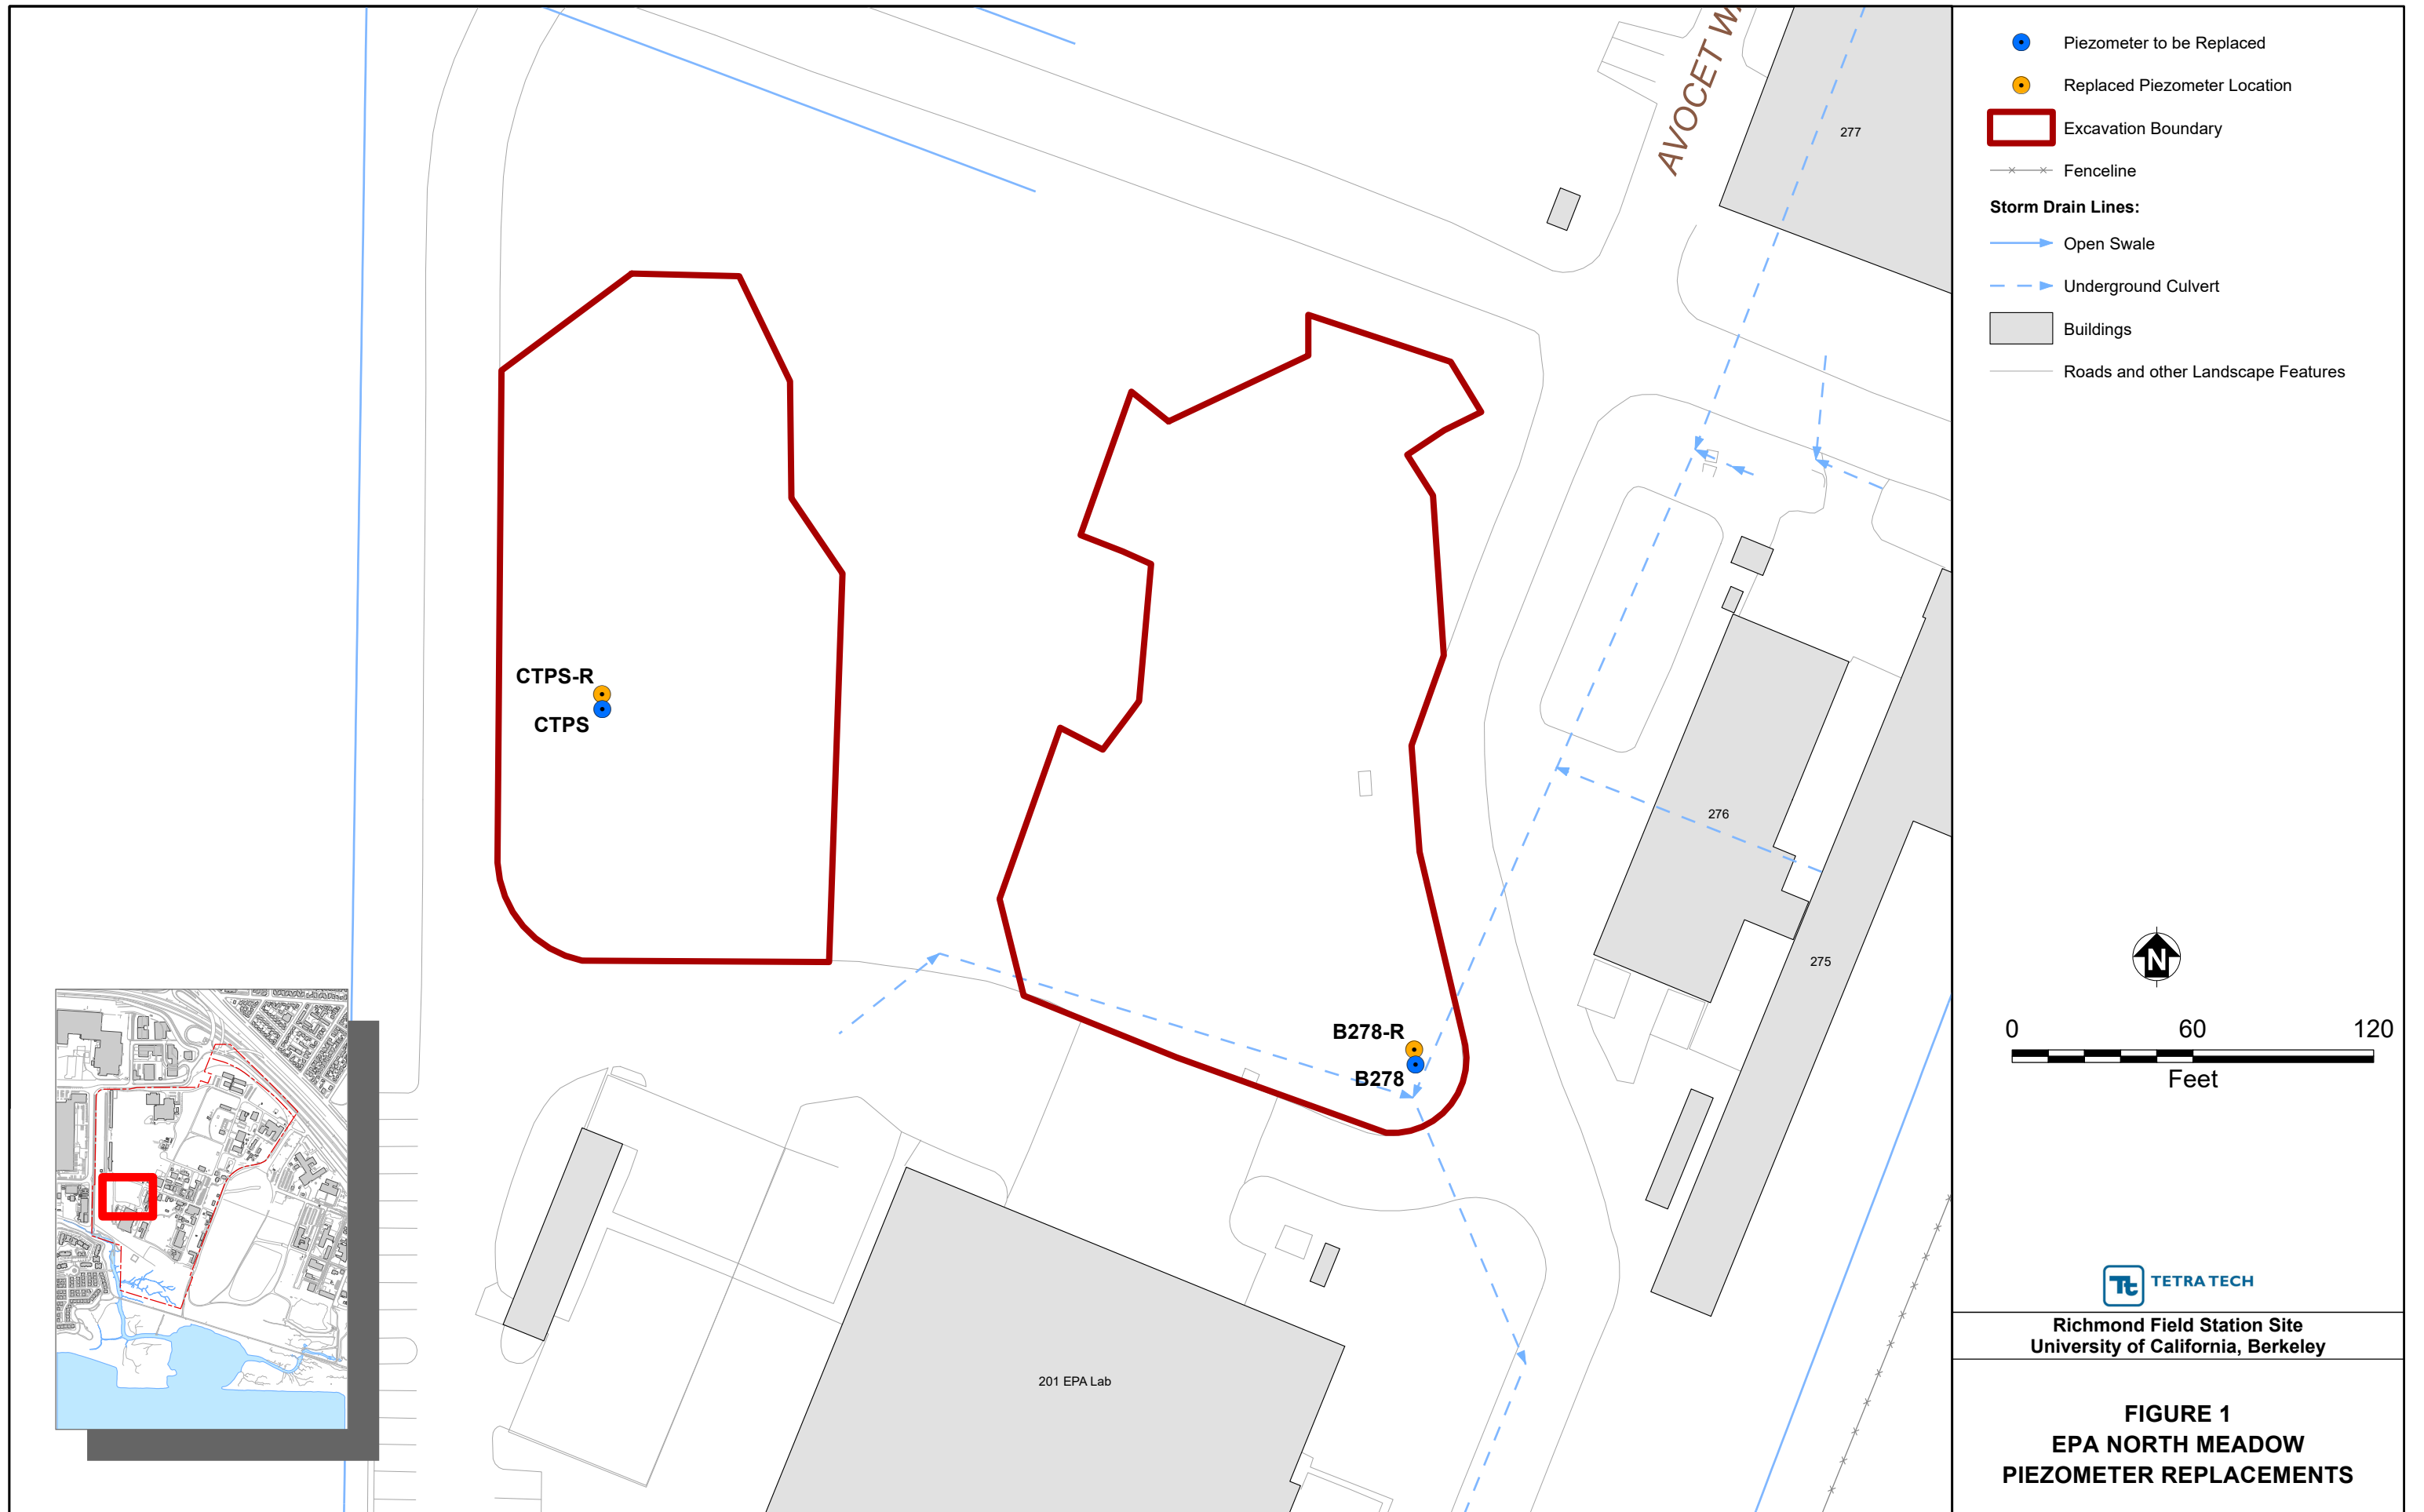 AVOCET WA
277
CTPS-R
CTPS
276
275
B278-R
B278
201 EPA Lab
Piezometer to be Replaced
Replaced Piezometer Location
Excavation Boundary
Fenceline
Storm Drain Lines:
Open Swale
Underground Culvert
Buildings
Roads and other Landscape Features
N
0 60 120
Feet
Tt TETRA TECH
Richmond Field Station Site
University of California, Berkeley
FIGURE 1
EPA NORTH MEADOW
PIEZOMETER REPLACEMENTS